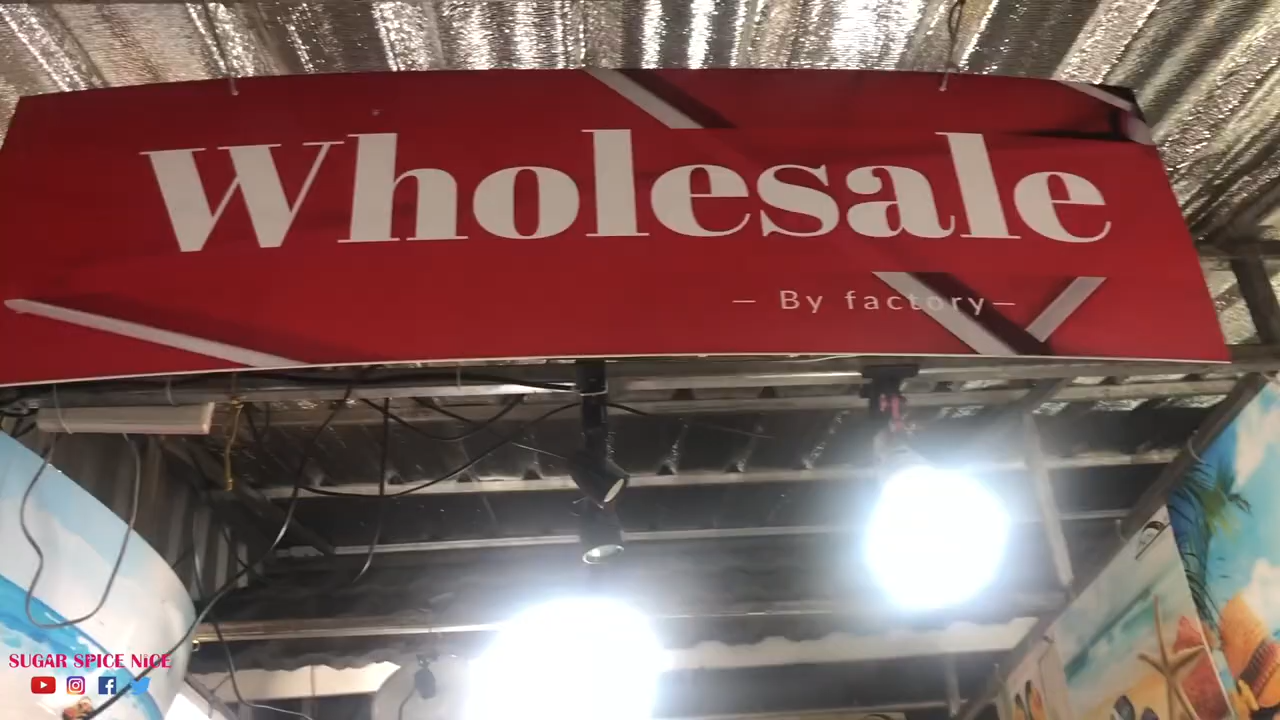 Wholesale
– By factory –
SUGAR SPICE NiCE